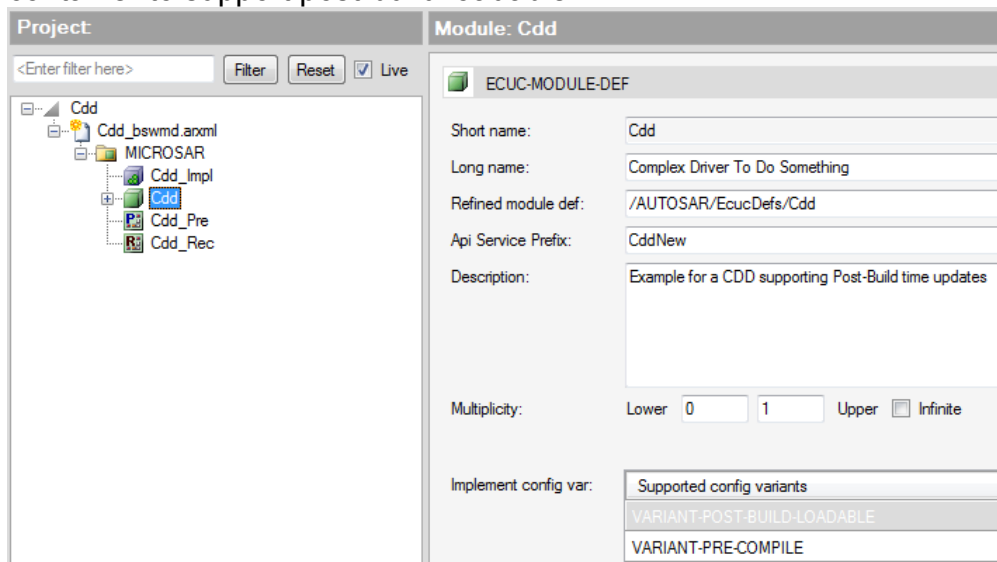 Project:
<Enter filter here> Filter Reset Live
Cdd
Cdd_bswmd.arxml
MICROSAR
Cdd_Impl
Cdd
Cdd_Pre
Cdd_Rec
Module: Cdd
ECUC-MODULE-DEF
Short name: Cdd
Long name: Complex Driver To Do Something
Refined module def: /AUTOSAR/EcucDefs/Cdd
Api Service Prefix: CddNew
Description: Example for a CDD supporting Post-Build time updates
Multiplicity: Lower 0 1 Upper Infinite
Implement config var: Supported config variants
VARIANT-POST-BUILD-LOADABLE
VARIANT-PRE-COMPILE